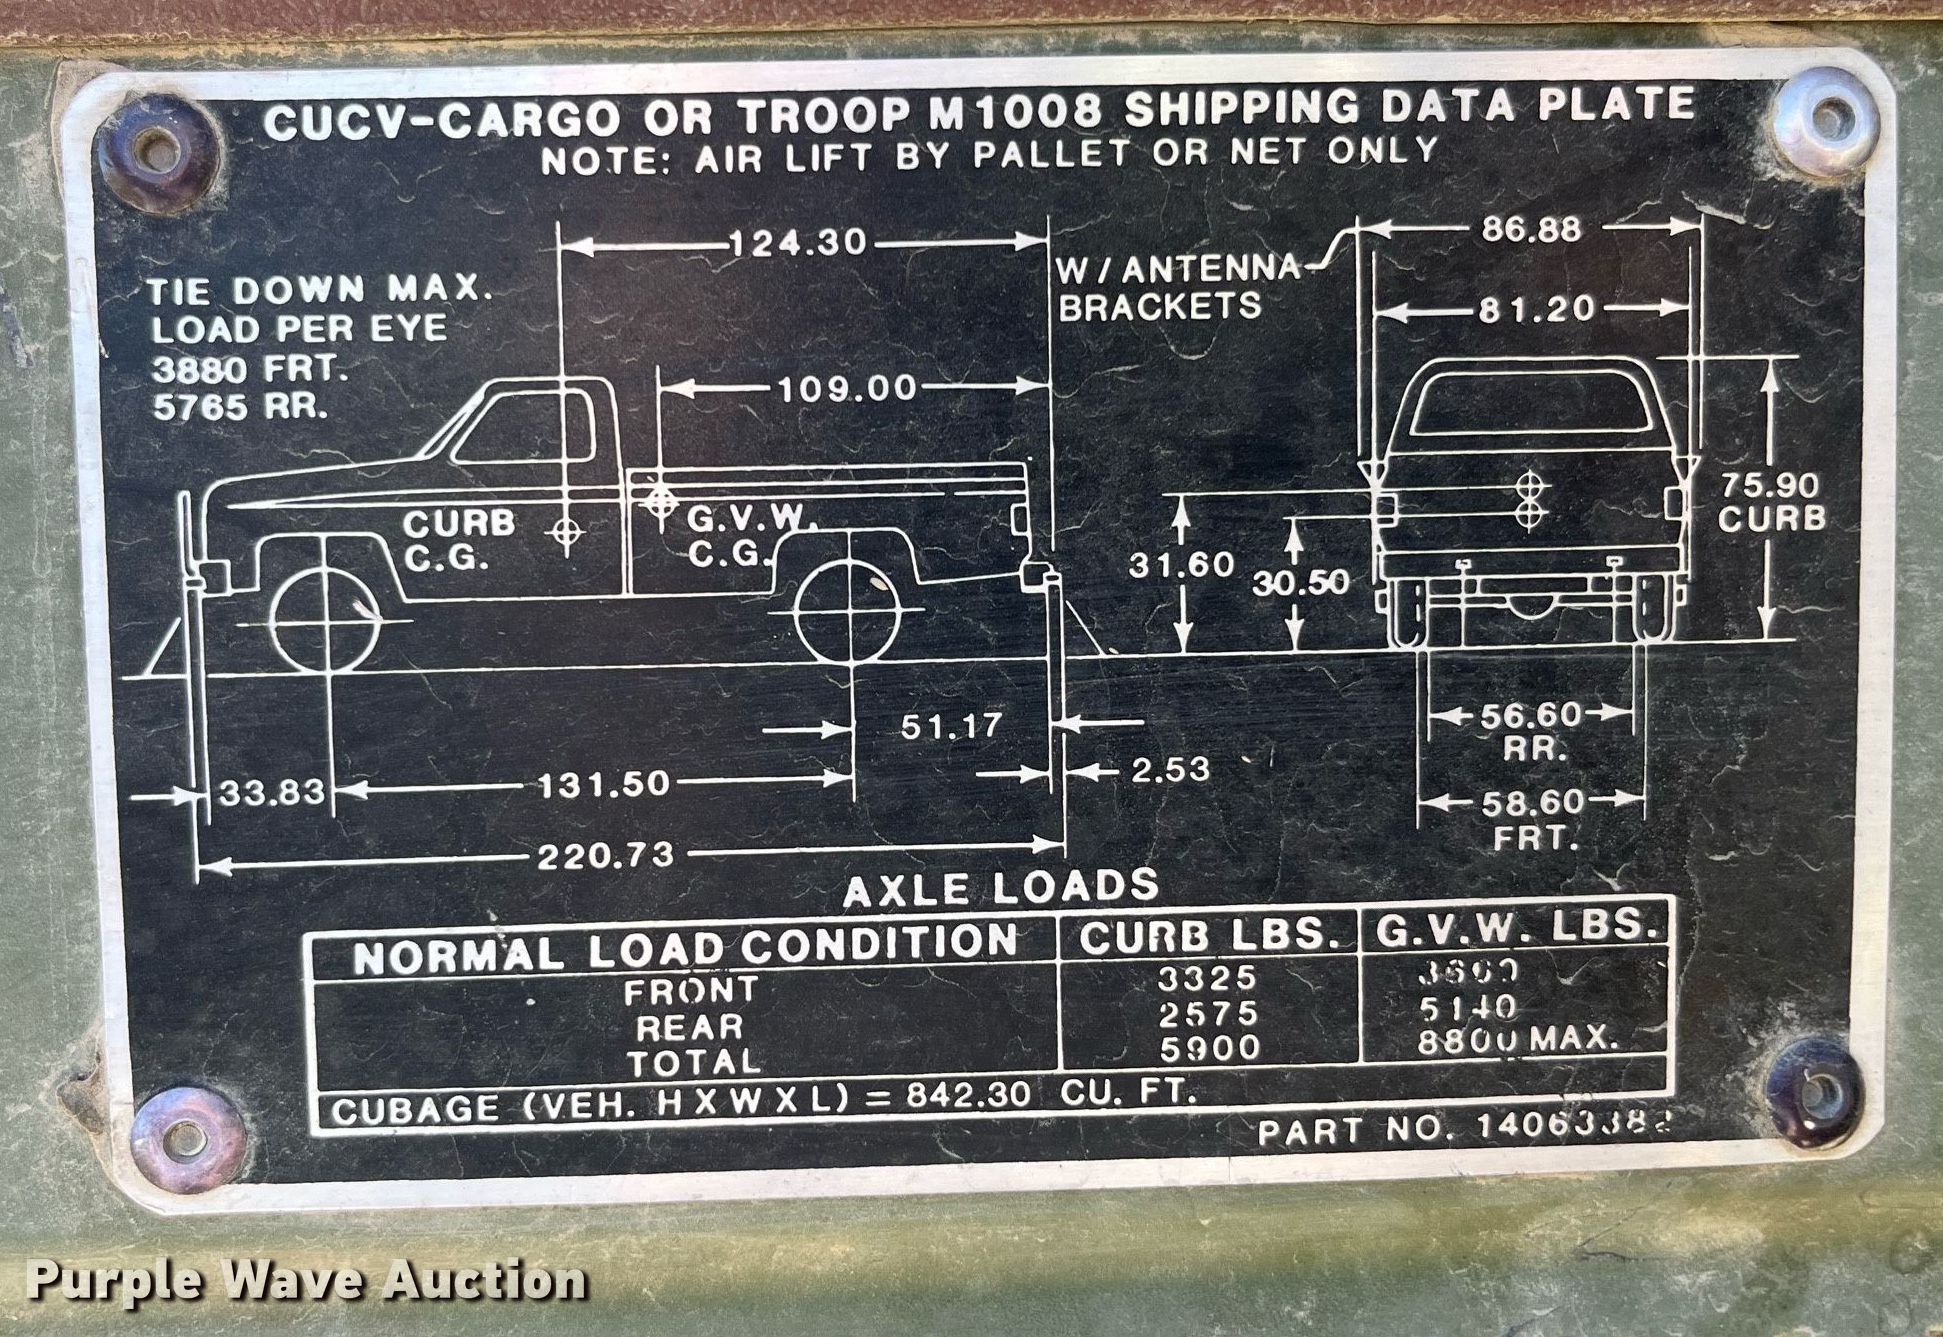 CUCV-CARGO OR TROOP M1008 SHIPPING DATA PLATE
NOTE: AIR LIFT BY PALLET OR NET ONLY
124.30
86.88
W/ANTENNA
BRACKETS
81.20
TIE DOWN MAX.
LOAD PER EYE
3880 FRT.
5765 RR.
109.00
75.90
CURB
CURB
C.G.
G.V.W.
C.G.
31.60
30.50
51.17
2.53
56.60
RR.
33.83
131.50
58.60
FRT.
220.73
AXLE LOADS
NORMAL LOAD CONDITION CURB LBS. G.V.W. LBS.
FRONT 3325
REAR 2575 5140
TOTAL 5900 8800 MAX.
CUBAGE (VEH. H X W X L) = 842.30 CU. FT.
PART NO. 14063382
Purple Wave Auction